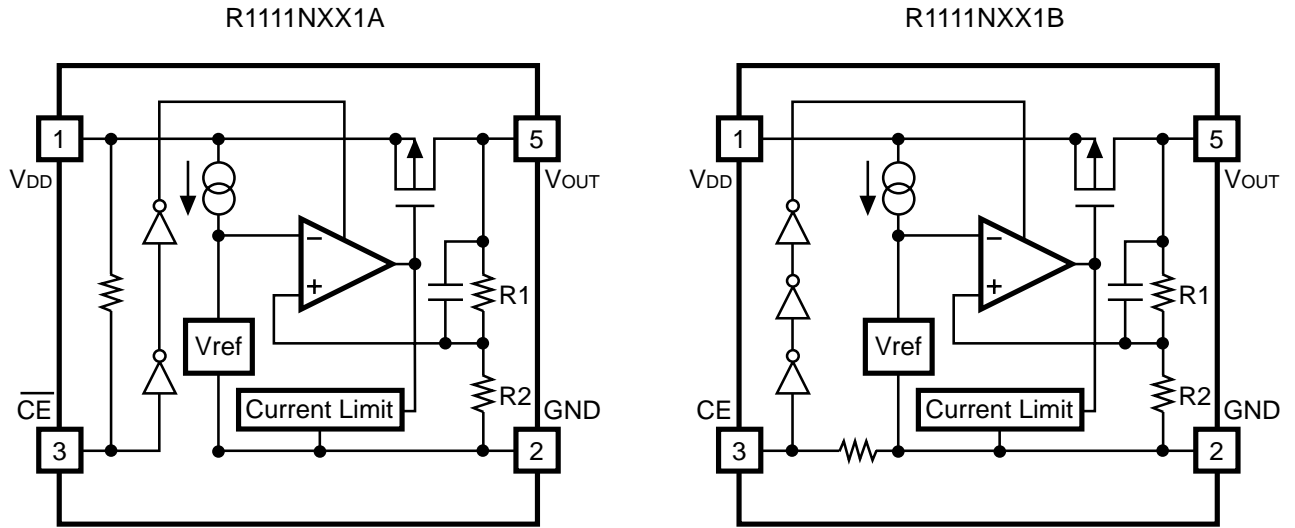 R1111NXX1A
1
VDD
5
VOUT
−
+
R1
Vref
R2
Current Limit
C̅E̅
3
GND
2
R1111NXX1B
1
VDD
5
VOUT
−
+
R1
Vref
R2
Current Limit
CE
3
GND
2